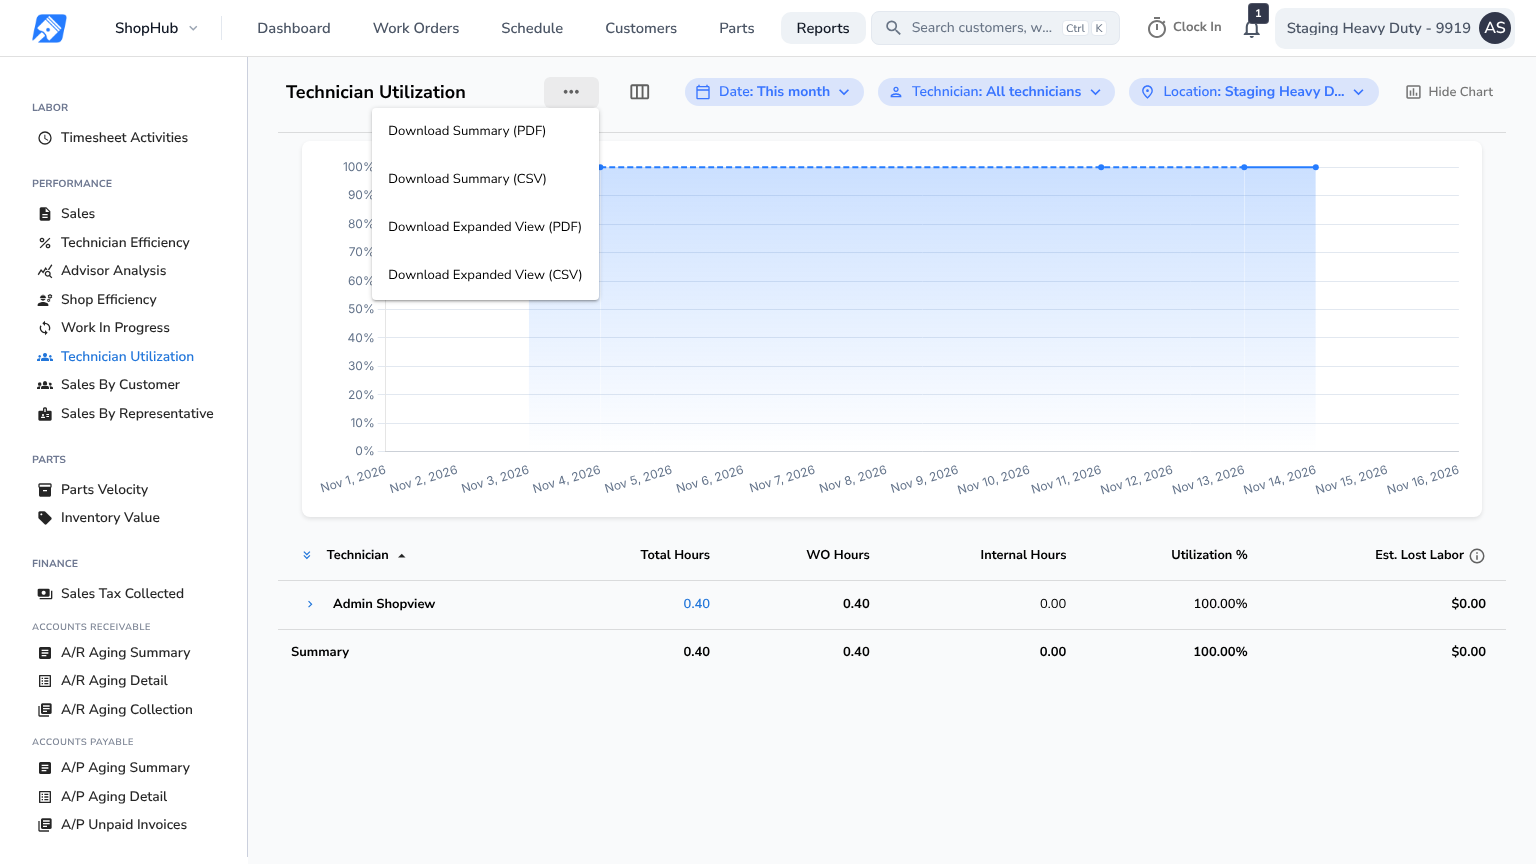 ShopHub
Dashboard
Work Orders
Schedule
Customers
Parts
Reports
Search customers, w...
Ctrl
K
Clock In
1
Staging Heavy Duty - 9919
AS
LABOR
Timesheet Activities
PERFORMANCE
Sales
Technician Efficiency
Advisor Analysis
Shop Efficiency
Work In Progress
Technician Utilization
Sales By Customer
Sales By Representative
PARTS
Parts Velocity
Inventory Value
FINANCE
Sales Tax Collected
ACCOUNTS RECEIVABLE
A/R Aging Summary
A/R Aging Detail
A/R Aging Collection
ACCOUNTS PAYABLE
A/P Aging Summary
A/P Aging Detail
A/P Unpaid Invoices
Technician Utilization
Date: This month
Technician: All technicians
Location: Staging Heavy D...
Hide Chart
Download Summary (PDF)
Download Summary (CSV)
Download Expanded View (PDF)
Download Expanded View (CSV)
100%
90%
80%
70%
60%
50%
40%
30%
20%
10%
0%
Nov 1, 2026
Nov 2, 2026
Nov 3, 2026
Nov 4, 2026
Nov 5, 2026
Nov 6, 2026
Nov 7, 2026
Nov 8, 2026
Nov 9, 2026
Nov 10, 2026
Nov 11, 2026
Nov 12, 2026
Nov 13, 2026
Nov 14, 2026
Nov 15, 2026
Nov 16, 2026
Technician Total Hours WO Hours Internal Hours Utilization % Est. Lost Labor
Admin Shopview 0.40 0.40 0.00 100.00% $0.00
Summary 0.40 0.40 0.00 100.00% $0.00